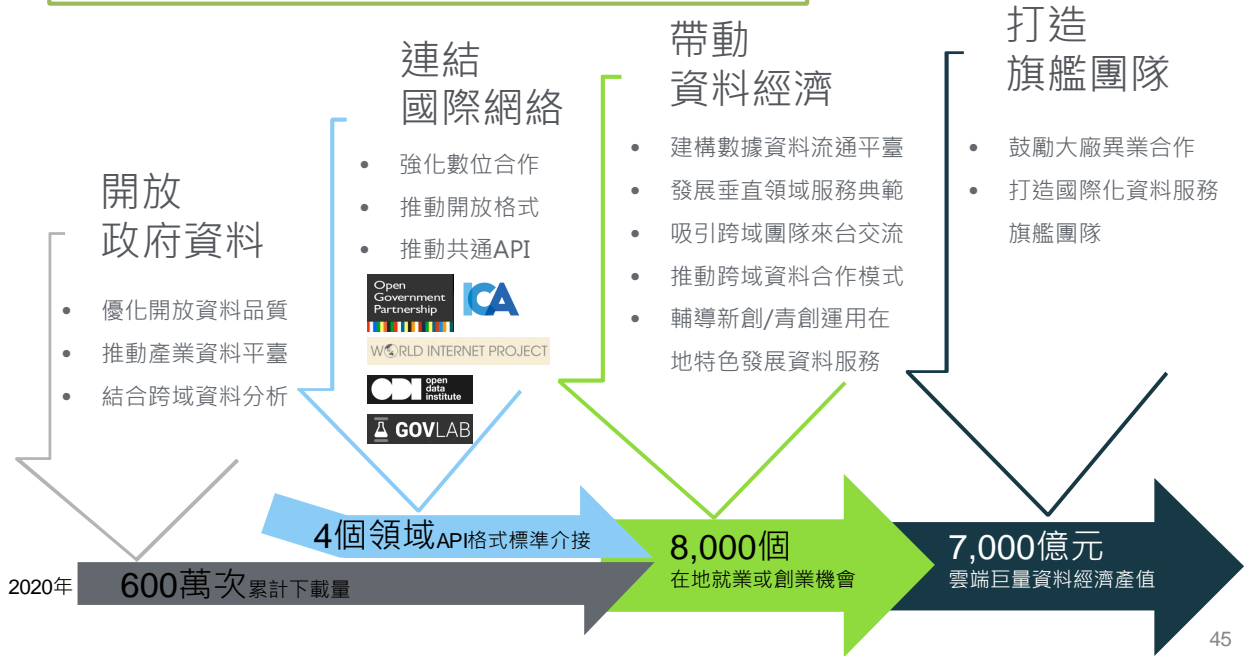 開放
政府資料
• 優化開放資料品質
• 推動產業資料平臺
• 結合跨域資料分析
連結
國際網絡
• 強化數位合作
• 推動開放格式
• 推動共通API
Open
Government
Partnership
ICA
WORLD INTERNET PROJECT
ODI open
data
institute
GOVLAB
帶動
資料經濟
• 建構數據資料流通平臺
• 發展垂直領域服務典範
• 吸引跨域團隊來台交流
• 推動跨域資料合作模式
• 輔導新創/青創運用在
地特色發展資料服務
打造
旗艦團隊
• 鼓勵大廠異業合作
• 打造國際化資料服務
旗艦團隊
2020年
600萬次累計下載量
4個領域API格式標準介接
8,000個
在地就業或創業機會
7,000億元
雲端巨量資料經濟產值
45